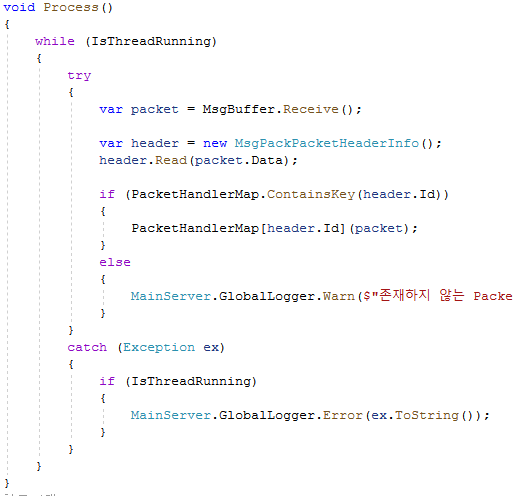 void Process()
{
while (IsThreadRunning)
{
try
{
var packet = MsgBuffer.Receive();
var header = new MsgPackPacketHeaderInfo();
header.Read(packet.Data);
if (PacketHandlerMap.ContainsKey(header.Id))
{
PacketHandlerMap[header.Id](packet);
}
else
{
MainServer.GlobalLogger.Warn($"존재하지 않는 Packe
}
}
catch (Exception ex)
{
if (IsThreadRunning)
{
MainServer.GlobalLogger.Error(ex.ToString());
}
}
}
}